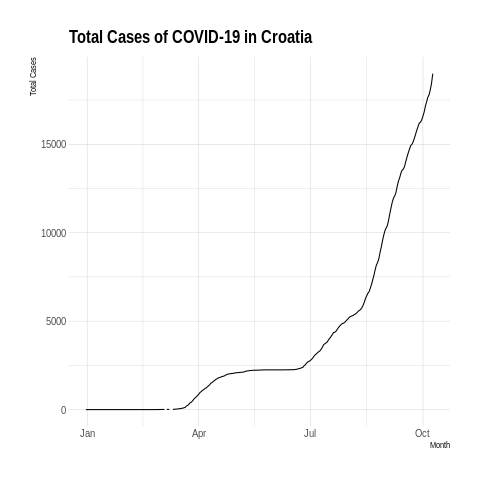 Total Cases of COVID-19 in Croatia
Total Cases
15000
10000
5000
0
Jan Apr Jul Oct
Month